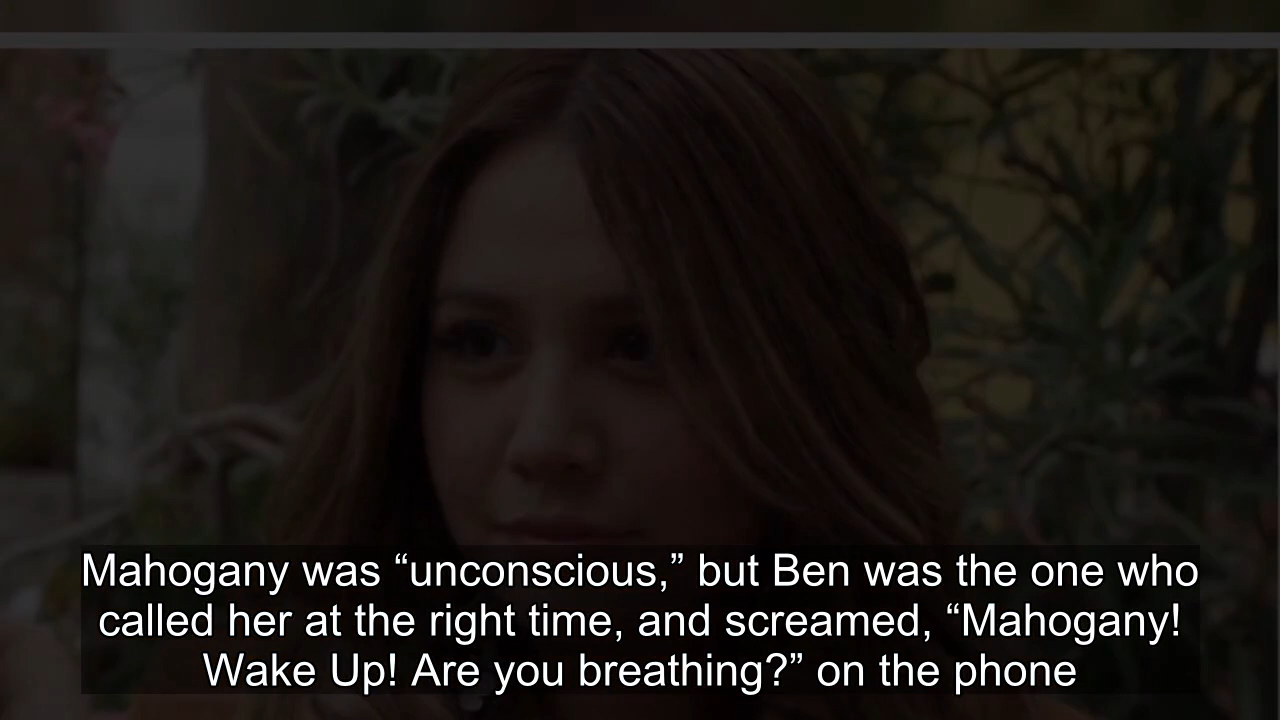 Mahogany was “unconscious,” but Ben was the one who
called her at the right time, and screamed, “Mahogany!
Wake Up! Are you breathing?” on the phone